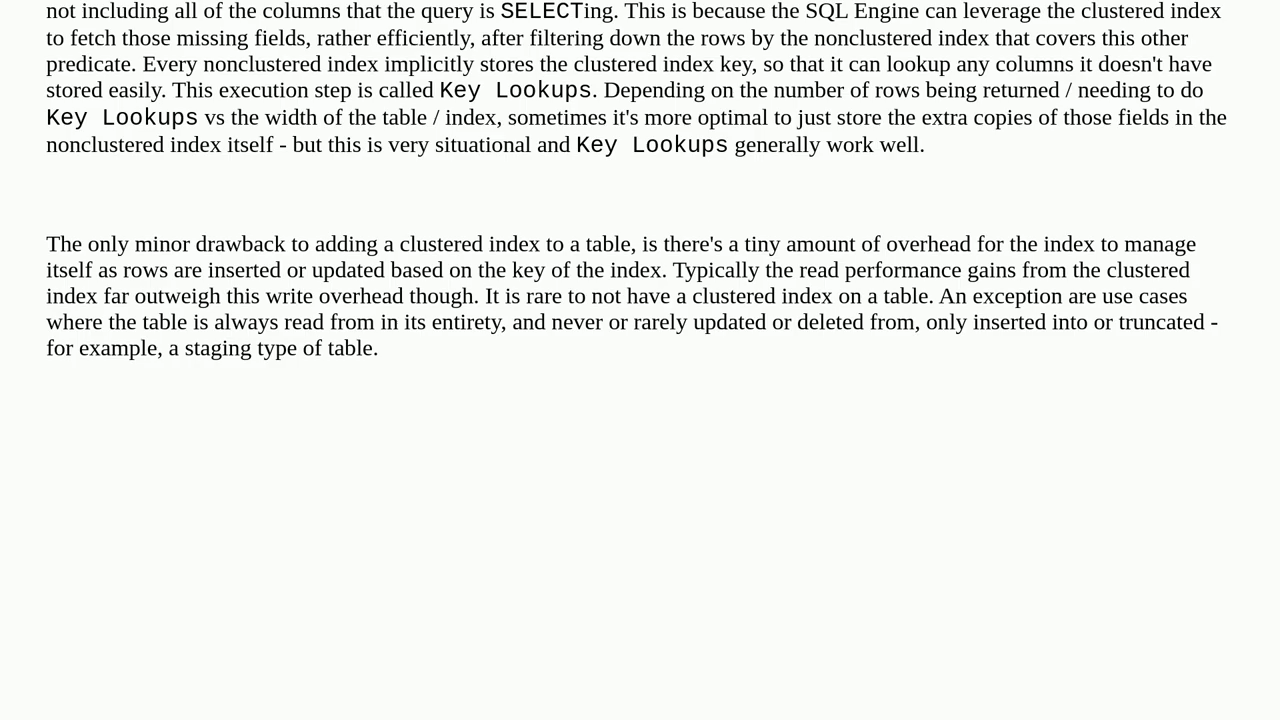 not including all of the columns that the query is SELECTing. This is because the SQL Engine can leverage the clustered index
to fetch those missing fields, rather efficiently, after filtering down the rows by the nonclustered index that covers this other
predicate. Every nonclustered index implicitly stores the clustered index key, so that it can lookup any columns it doesn't have
stored easily. This execution step is called Key Lookups. Depending on the number of rows being returned / needing to do
Key Lookups vs the width of the table / index, sometimes it's more optimal to just store the extra copies of those fields in the
nonclustered index itself - but this is very situational and Key Lookups generally work well.
The only minor drawback to adding a clustered index to a table, is there's a tiny amount of overhead for the index to manage
itself as rows are inserted or updated based on the key of the index. Typically the read performance gains from the clustered
index far outweigh this write overhead though. It is rare to not have a clustered index on a table. An exception are use cases
where the table is always read from in its entirety, and never or rarely updated or deleted from, only inserted into or truncated -
for example, a staging type of table.